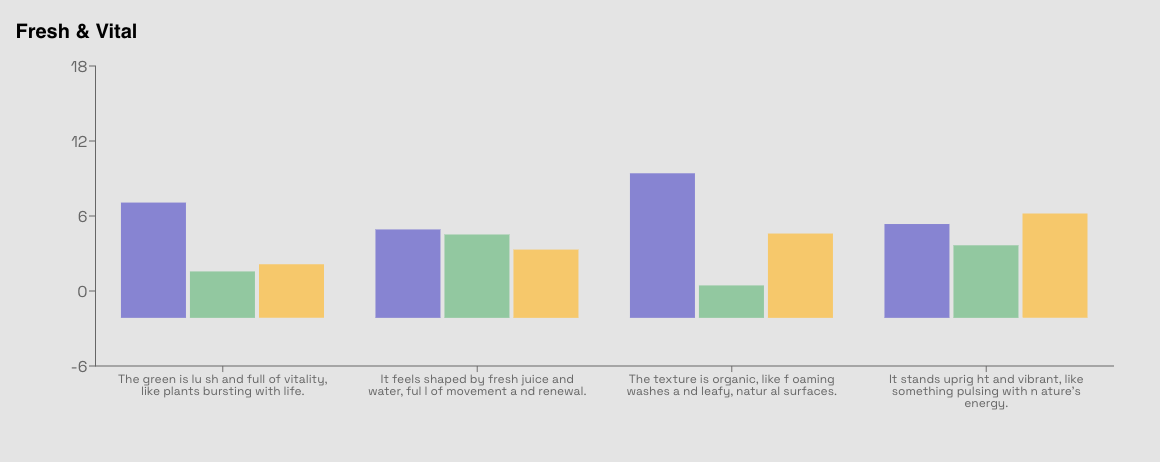 Fresh & Vital
18
12
6
0
-6
The green is lu sh and full of vitality,
like plants bursting with life.
It feels shaped by fresh juice and
water, ful l of movement a nd renewal.
The texture is organic, like f oaming
washes a nd leafy, natur al surfaces.
It stands uprig ht and vibrant, like
something pulsing with n ature's
energy.